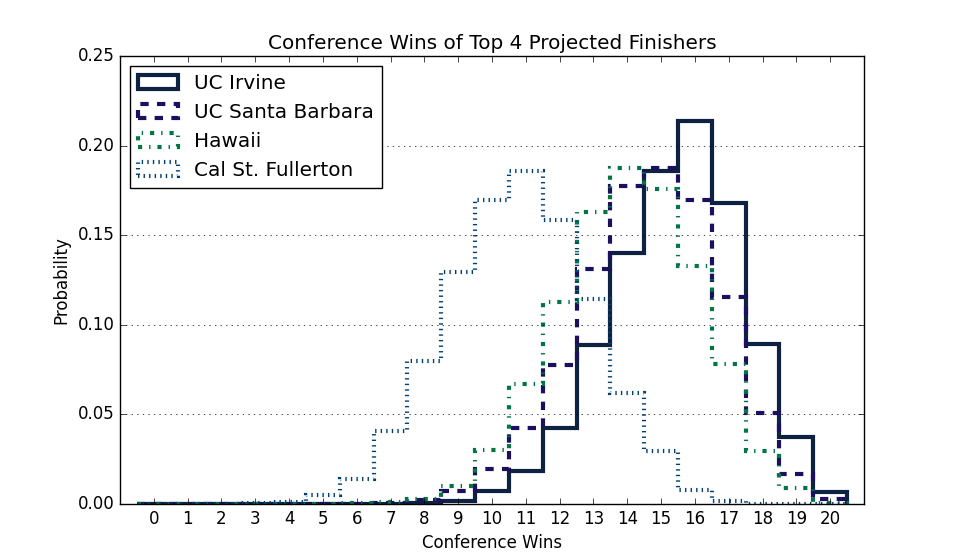 Conference Wins of Top 4 Projected Finishers
0.25
0.20
0.15
0.10
0.05
0.00
Probability
UC Irvine
UC Santa Barbara
Hawaii
Cal St. Fullerton
0 1 2 3 4 5 6 7 8 9 10 11 12 13 14 15 16 17 18 19 20
Conference Wins